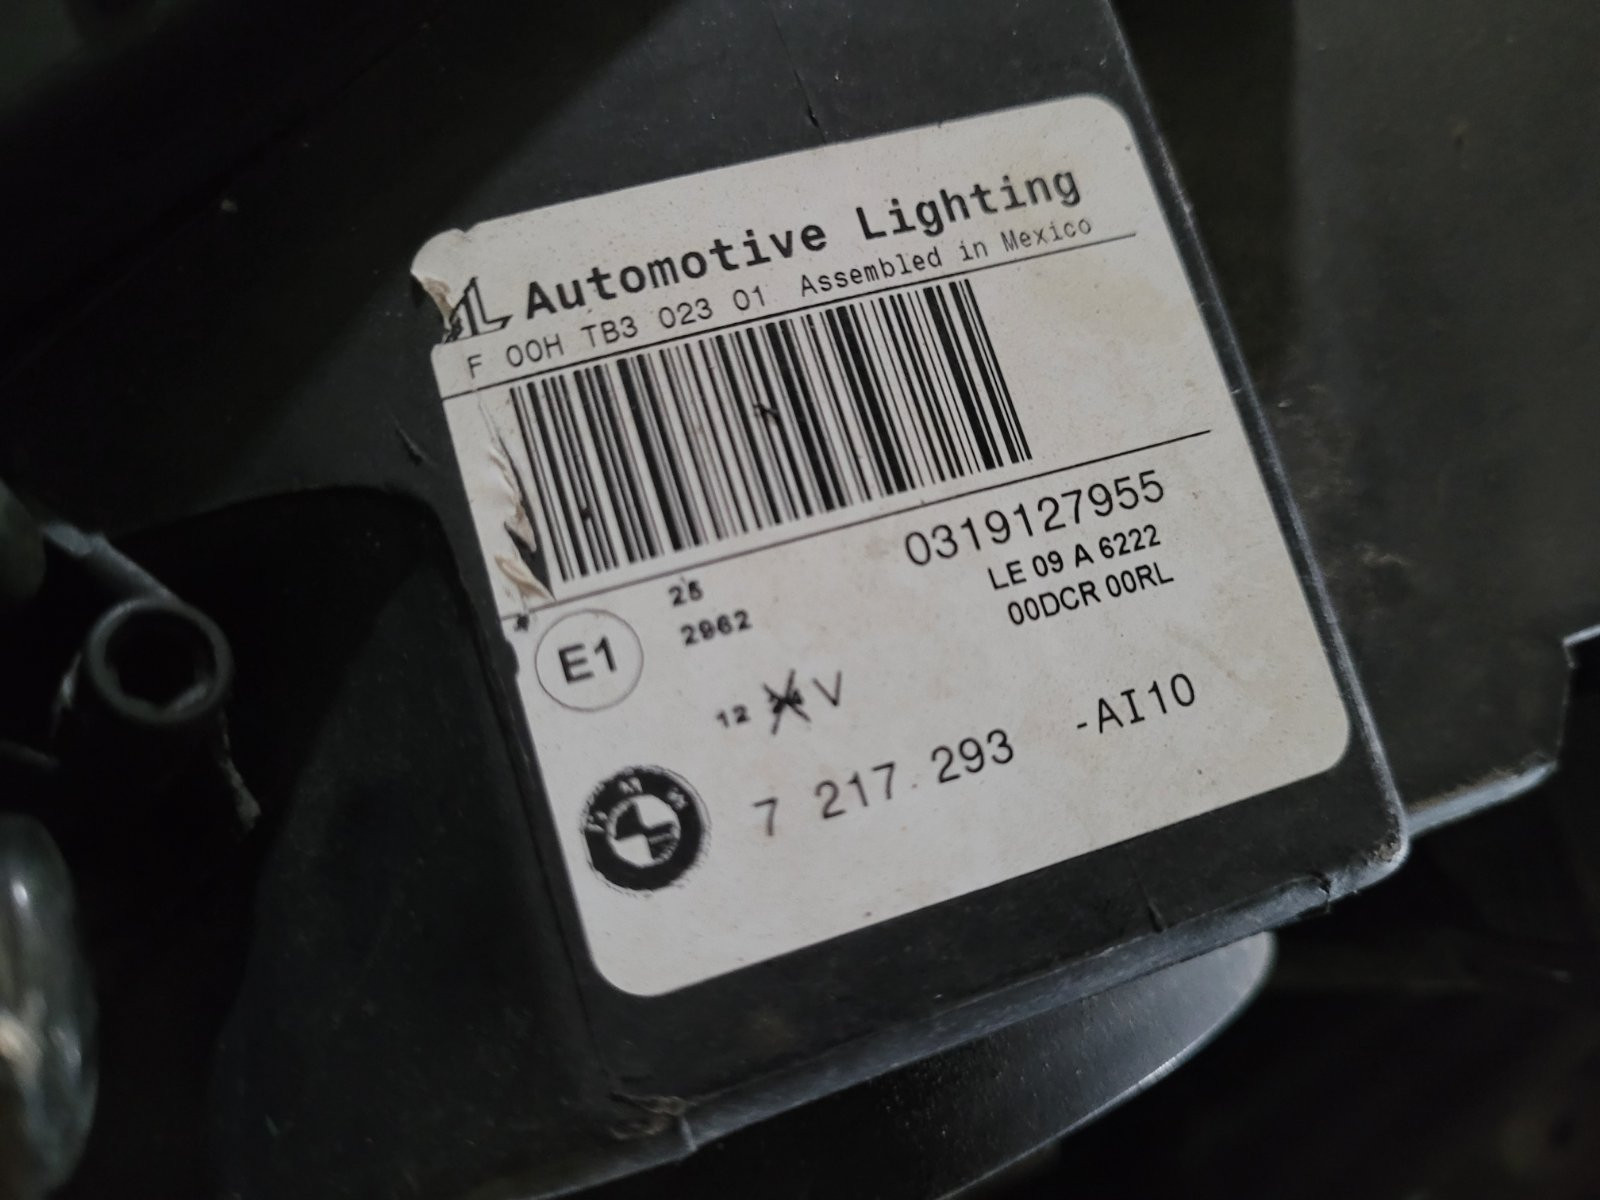 AL Automotive Lighting
F 00H TB3 023 01 Assembled in Mexico
0319127955
LE 09 A 6222
00DCR 00RL
25
2962
E1
12 V
7 217 293 -AI10